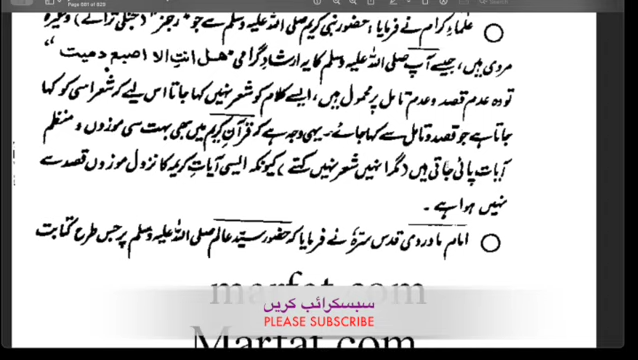 Page 591 of 829
علماءِ کرام نے فرمایا: حضور نبی کریم صلی اللہ علیہ وسلم سے جو "رجز" (جنگی ترانے) وغیرہ
مروی ہیں، جیسے آپ صلی اللہ علیہ وسلم کا یہ ارشادِ گرامی "ھل انت الا اصبع دمیت"
تو وہ عدم قصد وعدم تامل پر محمول ہیں، ایسے کلام کو شعر نہیں کہا جاتا اس لیے کہ شعر اسی کو کہا
جاتا ہے جو قصد و تامل سے کہا جائے۔ یہی وجہ ہے کہ قرآنِ کریم میں بھی بہت سی موزوں و منظم
آیات پائی جاتی ہیں (مگر انہیں شعر نہیں کہتے) کیونکہ ایسی آیاتِ کریمہ کا نزول موزوں قصد سے
نہیں ہوا ہے۔
امام ماوردی قدس سترہٗ نے فرمایا کہ حضور سیّدِ عالم صلی اللہ علیہ وسلم پر جس طرح کتابت
marfat.com
سبسکرائب کریں
PLEASE SUBSCRIBE
Martat.com